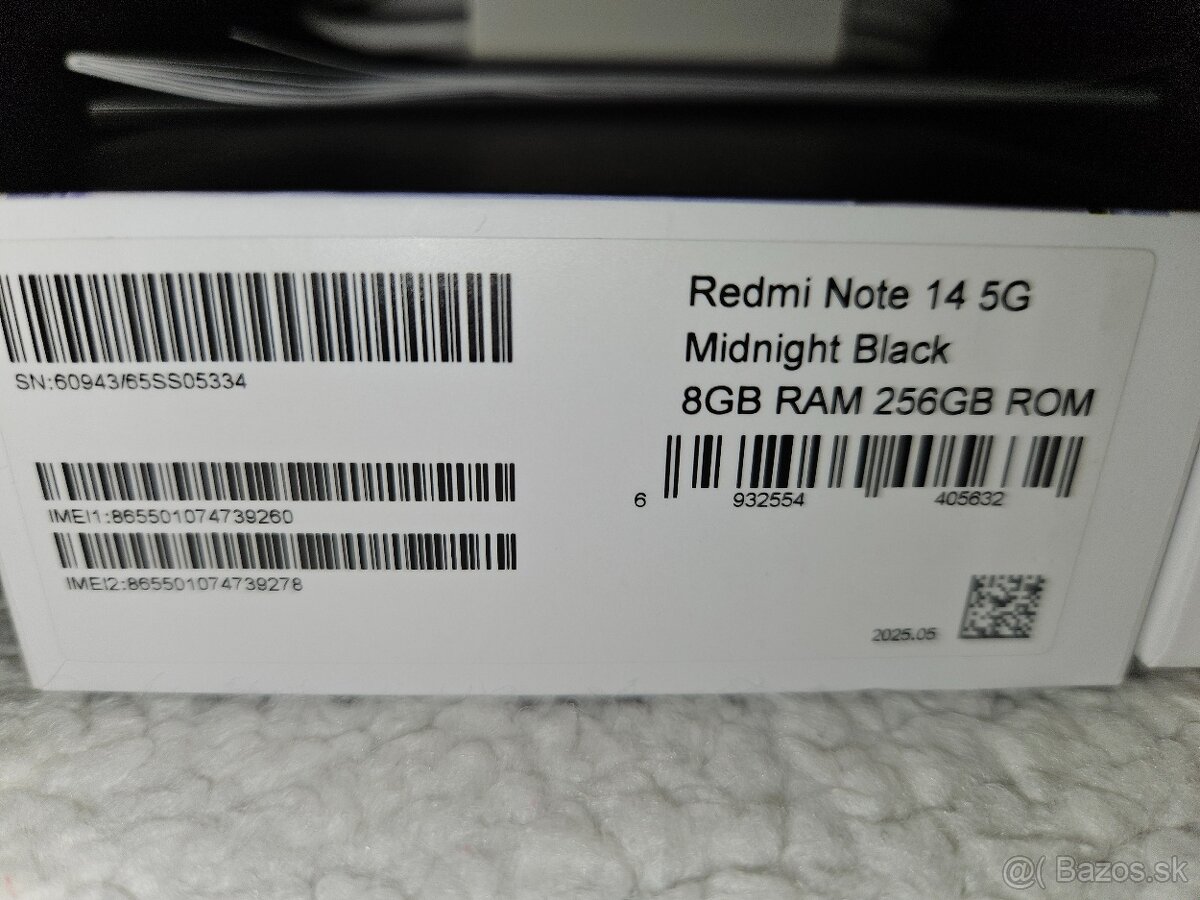 SN:60943/65SS05334
IMEI1:865501074739260
IMEI2:865501074739278
Redmi Note 14 5G
Midnight Black
8GB RAM 256GB ROM
6 932554 405632
2025.05
@( Bazos.sk